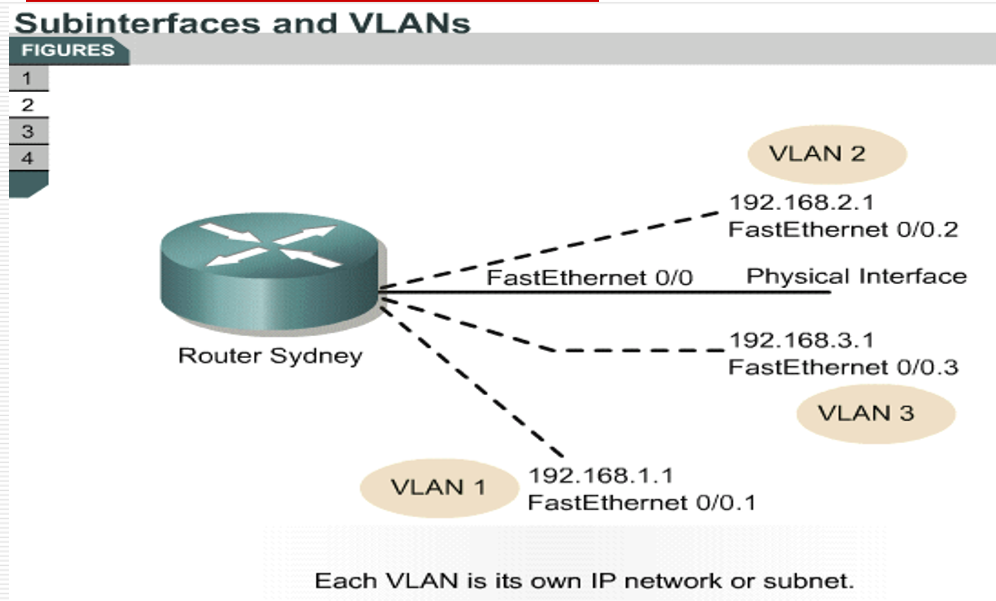 Subinterfaces and VLANs
FIGURES
1
2
3
4
VLAN 2
192.168.2.1
FastEthernet 0/0.2
FastEthernet 0/0
Physical Interface
Router Sydney
192.168.3.1
FastEthernet 0/0.3
VLAN 3
VLAN 1
192.168.1.1
FastEthernet 0/0.1
Each VLAN is its own IP network or subnet.